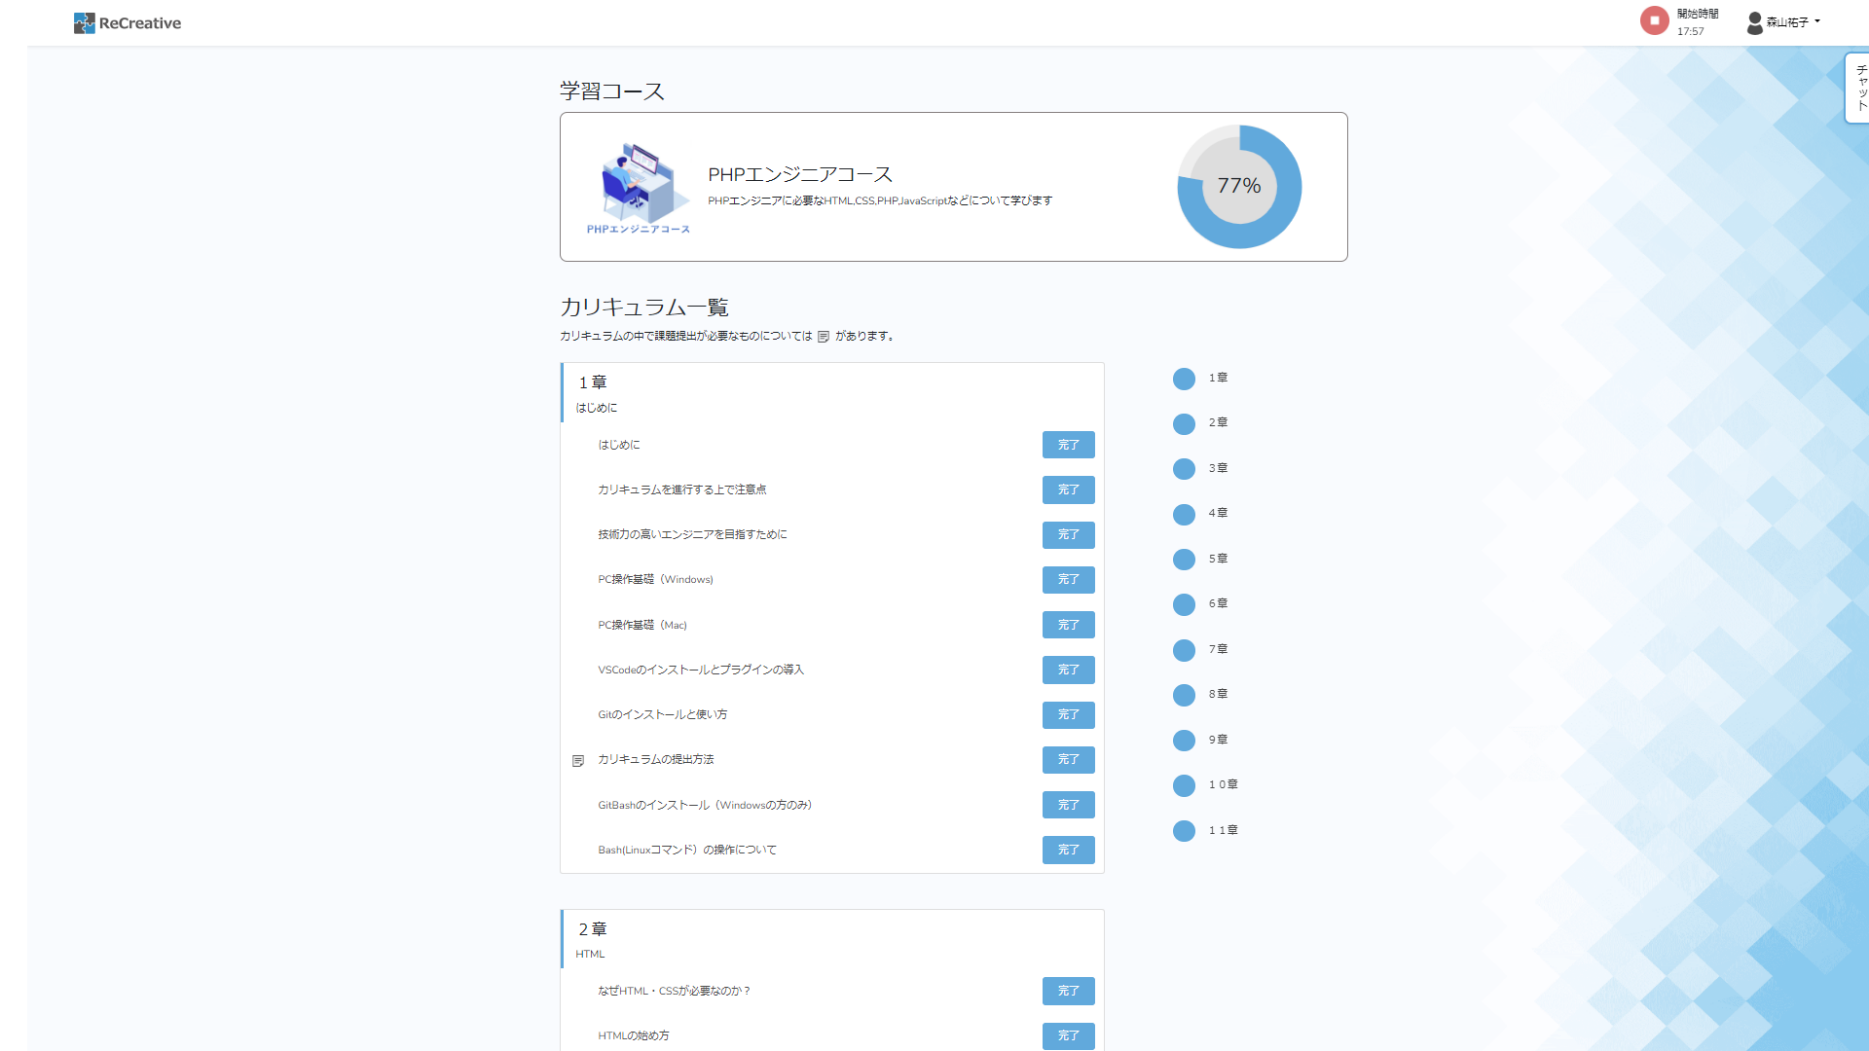 ReCreative
開始時間
17:57
森山祐子
チャット
学習コース
PHPエンジニアコース
PHPエンジニアに必要なHTML,CSS,PHP,JavaScriptなどについて学びます
PHPエンジニアコース
77%
カリキュラム一覧
カリキュラムの中で課題提出が必要なものについては があります。
1章
はじめに
はじめに 完了
カリキュラムを進行する上で注意点 完了
技術力の高いエンジニアを目指すために 完了
PC操作基礎（Windows) 完了
PC操作基礎（Mac) 完了
VSCodeのインストールとプラグインの導入 完了
Gitのインストールと使い方 完了
カリキュラムの提出方法 完了
GitBashのインストール（Windowsの方のみ） 完了
Bash(Linuxコマンド）の操作について 完了
1章
2章
3章
4章
5章
6章
7章
8章
9章
10章
11章
2章
HTML
なぜHTML・CSSが必要なのか？ 完了
HTMLの始め方 完了